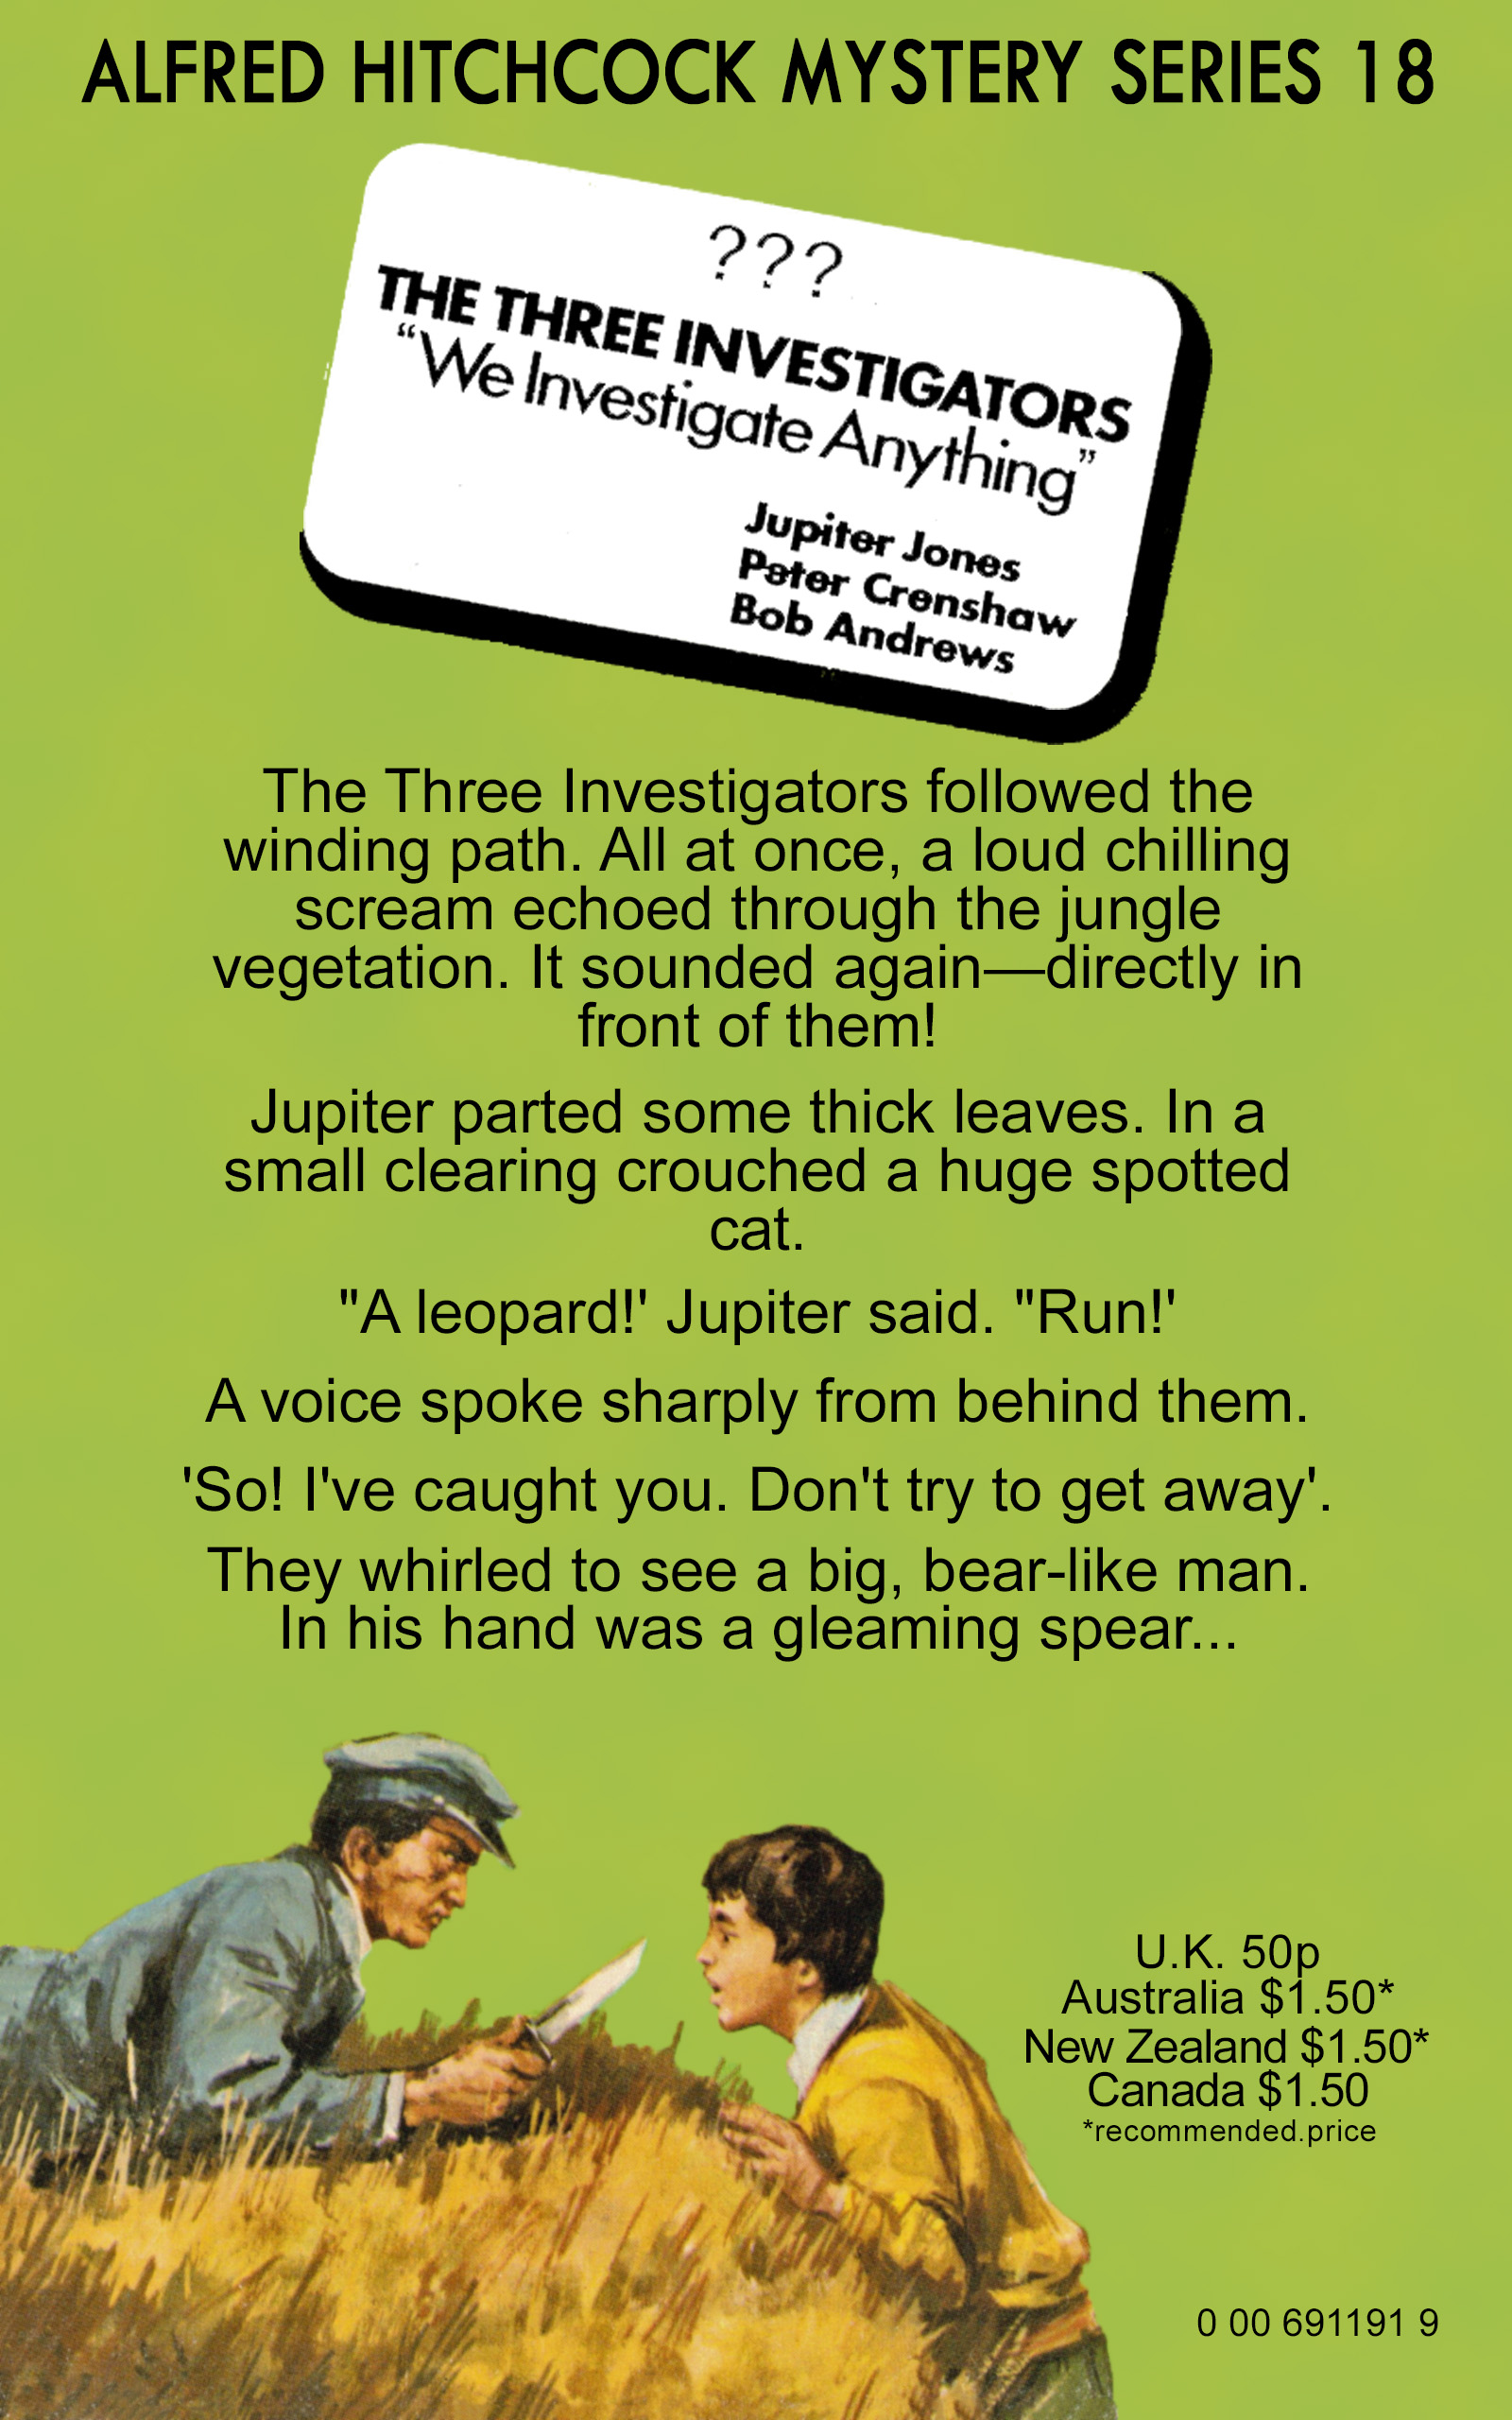 ALFRED HITCHCOCK MYSTERY SERIES 18
???
THE THREE INVESTIGATORS
“We Investigate Anything”
Jupiter Jones
Peter Crenshaw
Bob Andrews
The Three Investigators followed the
winding path. All at once, a loud chilling
scream echoed through the jungle
vegetation. It sounded again—directly in
front of them!
Jupiter parted some thick leaves. In a
small clearing crouched a huge spotted
cat.
"A leopard!' Jupiter said. "Run!'
A voice spoke sharply from behind them.
'So! I've caught you. Don't try to get away'.
They whirled to see a big, bear-like man.
In his hand was a gleaming spear...
U.K. 50p
Australia $1.50*
New Zealand $1.50*
Canada $1.50
*recommended.price
0 00 691191 9